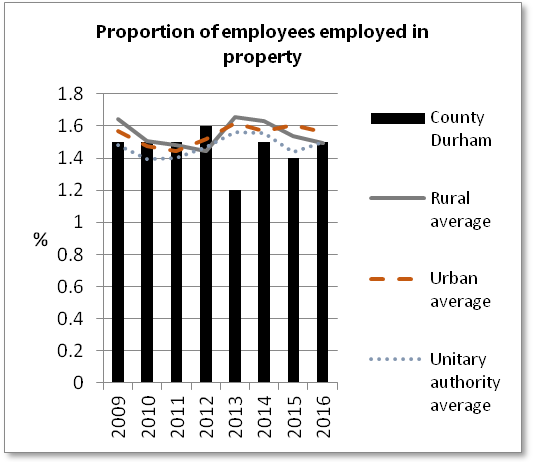 Proportion of employees employed in
property
1.8
1.6
1.4
1.2
1
0.8
0.6
0.4
0.2
0
%
2009
2010
2011
2012
2013
2014
2015
2016
County
Durham
Rural
average
Urban
average
Unitary
authority
average